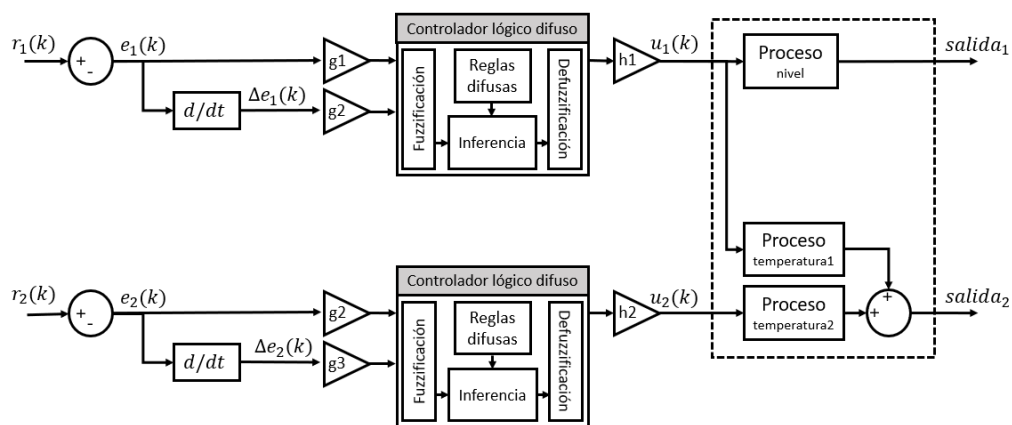 Controlador lógico difuso
r₁(k)
+
-
e₁(k)
d/dt
Δe₁(k)
g1
g2
Fuzzificación
Reglas
difusas
Inferencia
Defuzzificación
h1
u₁(k)
Proceso
nivel
salida₁
Proceso
temperatura1
Controlador lógico difuso
r₂(k)
+
-
e₂(k)
d/dt
Δe₂(k)
g2
g3
Fuzzificación
Reglas
difusas
Inferencia
Defuzzificación
h2
u₂(k)
Proceso
temperatura2
+
+
salida₂